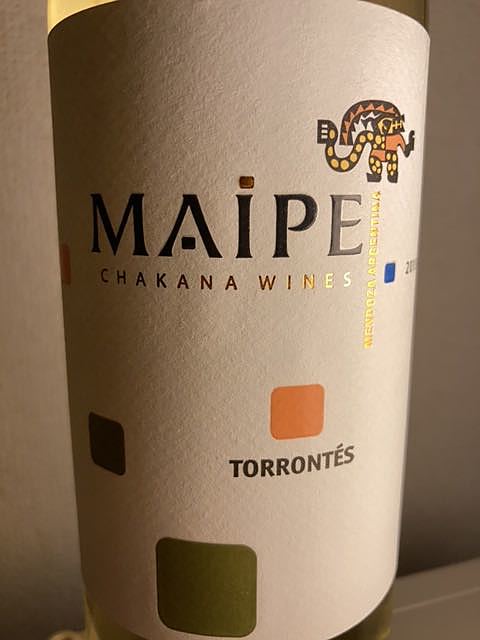 MAIPE
CHAKANA WINES
MENDOZA ARGENTINA
TORRONTÉS